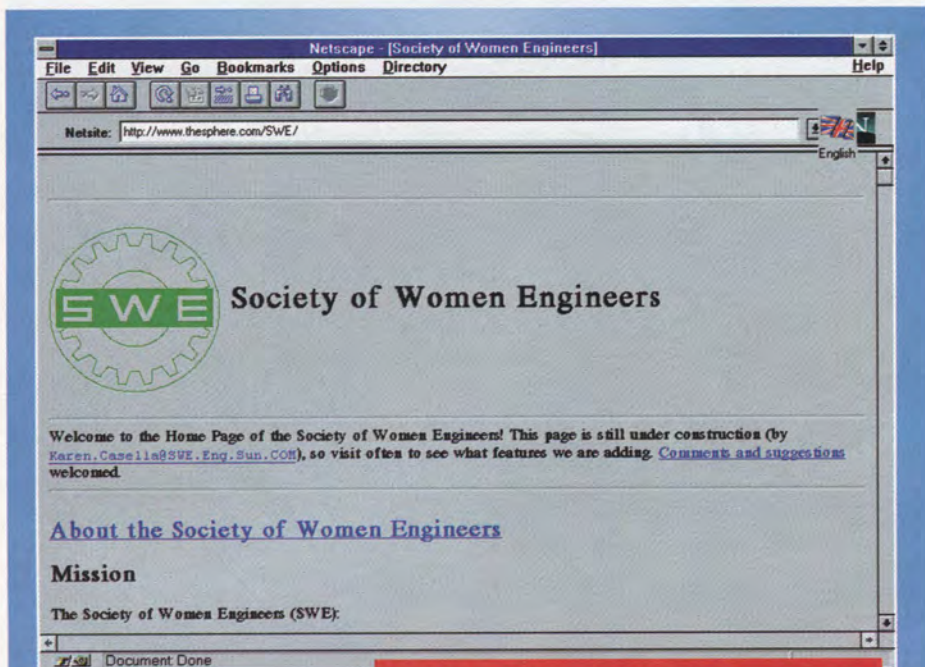 Netscape - [Society of Women Engineers]
File Edit View Go Bookmarks Options Directory Help
Netsite: http://www.thesphere.com/SWE/
N
English
SWE
Society of Women Engineers
Welcome to the Home Page of the Society of Women Engineers! This page is still under construction (by
Karen.Casella@SWE.Eng.Sun.COM), so visit often to see what features we are adding. Comments and suggestions
welcomed.
About the Society of Women Engineers
Mission
The Society of Women Engineers (SWE):
Document Done